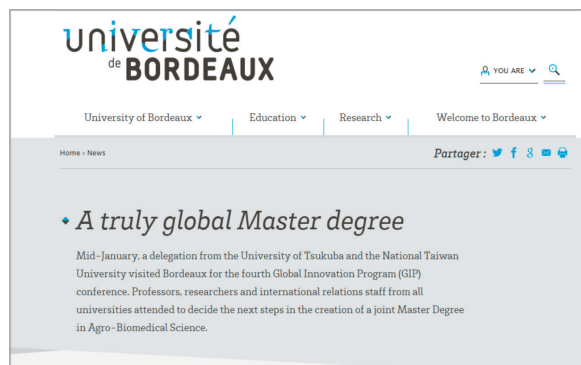 université
de BORDEAUX
YOU ARE
University of Bordeaux
Education
Research
Welcome to Bordeaux
Home › News
Partager :
A truly global Master degree
Mid-January, a delegation from the University of Tsukuba and the National Taiwan
University visited Bordeaux for the fourth Global Innovation Program (GIP)
conference. Professors, researchers and international relations staff from all
universities attended to decide the next steps in the creation of a joint Master Degree
in Agro-Biomedical Science.